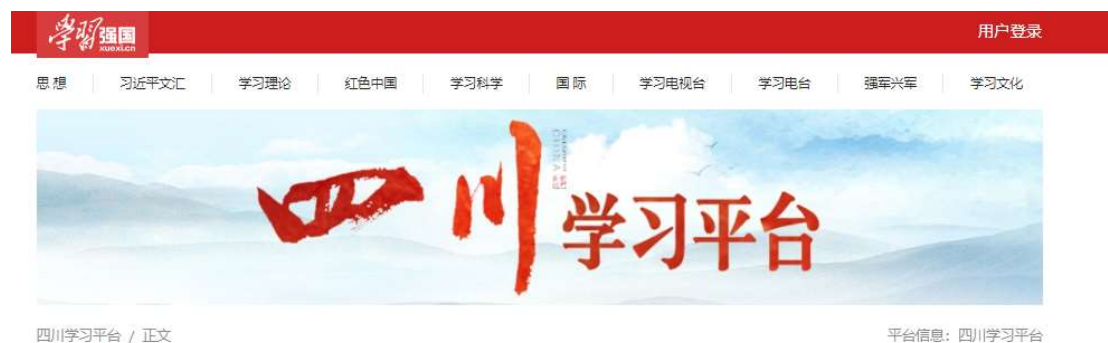 学习强国
xuexi.cn
用户登录
思想 习近平文汇 学习理论 红色中国 学习科学 国际 学习电视台 学习电台 强军兴军 学习文化
四川学习平台
四川学习平台 / 正文 平台信息：四川学习平台